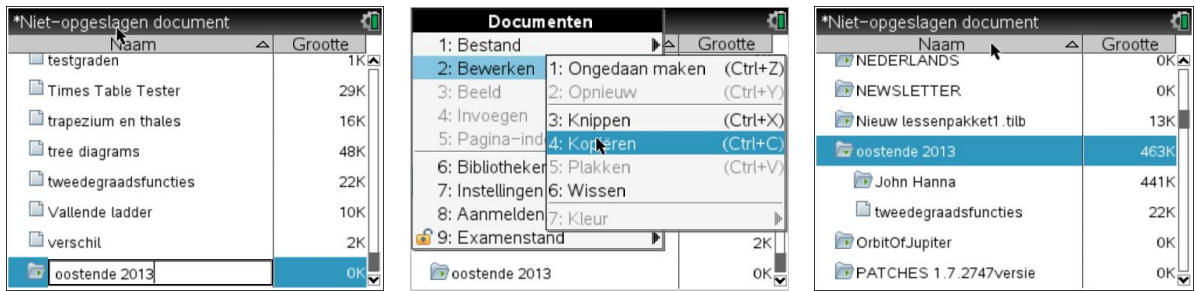 *Niet-opgeslagen document
Naam Grootte
testgraden 1K
Times Table Tester 29K
trapezium en thales 16K
tree diagrams 48K
tweedegraadsfuncties 22K
Vallende ladder 10K
verschil 2K
oostende 2013 0K
Documenten
1: Bestand Grootte
2: Bewerken 1: Ongedaan maken (Ctrl+Z)
3: Beeld 2: Opnieuw (Ctrl+Y)
4: Invoegen 3: Knippen (Ctrl+X)
5: Pagina-ind 4: Kopiëren (Ctrl+C)
6: Bibliotheken 5: Plakken (Ctrl+V)
7: Instellingen 6: Wissen
8: Aanmelden 7: Kleur
9: Examenstand 2K
oostende 2013 0K
*Niet-opgeslagen document
Naam Grootte
NEDERLANDS 0K
NEWSLETTER 0K
Nieuw lessenpakket1.tilb 13K
oostende 2013 463K
John Hanna 441K
tweedegraadsfuncties 22K
OrbitOfJupiter 0K
PATCHES 1.7.2747versie 0K